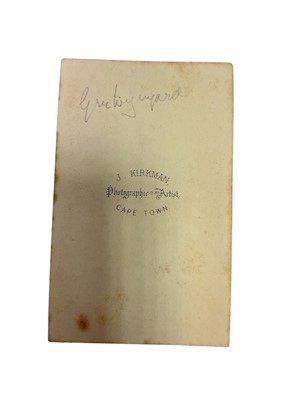 J. KIRKMAN,
Photographic Artist,
CAPE TOWN